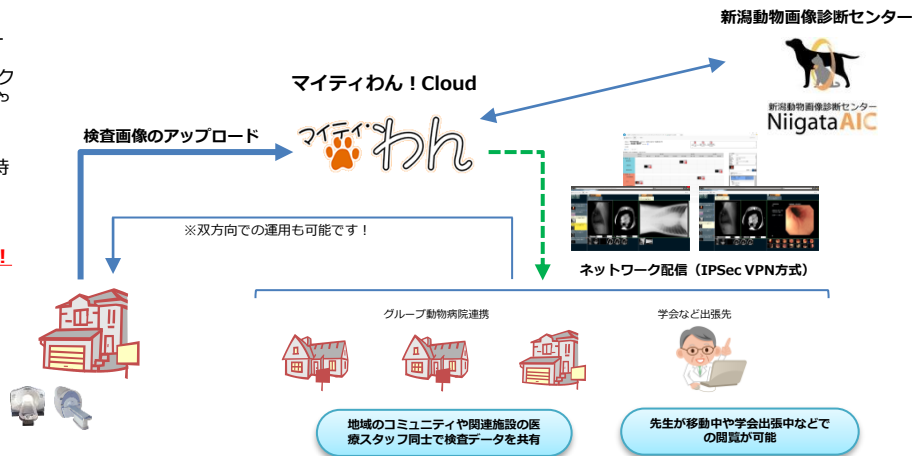 新潟動物画像診断センター
ク
マイティわん！Cloud
新潟動物画像診断センター
NiigataAIC
検査画像のアップロード
マイティ・わん
時
※双方向での運用も可能です！
！
ネットワーク配信（IPSec VPN方式）
グループ動物病院連携
学会など出張先
地域のコミュニティや関連施設の医
療スタッフ同士で検査データを共有
先生が移動中や学会出張中などで
の閲覧が可能